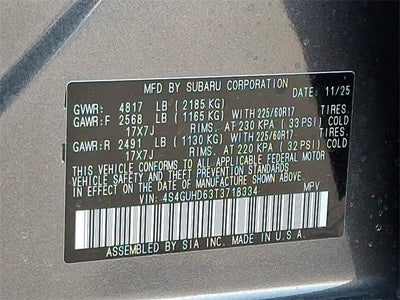 MFD BY SUBARU CORPORATION DATE: 11/25
GVWR: 4817 LB (2185 KG)
GAWR:F 2568 LB (1165 KG) WITH 225/60R17 TIRES.
17X7J RIMS. AT 230 KPA (33 PSI) COLD
GAWR:R 2491 LB (1130 KG) WITH 225/60R17 TIRES.
17X7J RIMS. AT 220 KPA (32 PSI) COLD
THIS VEHICLE CONFORMS TO ALL APPLICABLE FEDERAL MOTOR
VEHICLE SAFETY AND THEFT PREVENTION STANDARDS
IN EFFECT ON THE DATE OF MANUFACTURE SHOWN ABOVE.
VIN: 4S4GUHD63T3718334 MPV
ASSEMBLED BY SIA INC. MADE IN U.S.A.